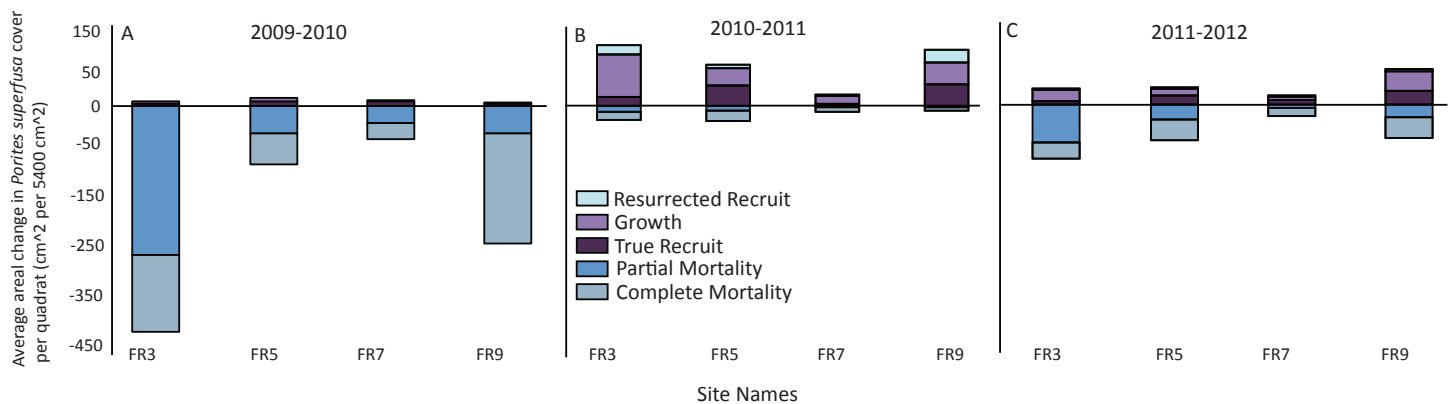 Average areal change in Porites superfusa cover
per quadrat (cm^2 per 5400 cm^2)
150
50
0
-50
-150
-250
-350
-450
A
2009-2010
FR3
FR5
FR7
FR9
B
2010-2011
Resurrected Recruit
Growth
True Recruit
Partial Mortality
Complete Mortality
FR3
FR5
FR7
FR9
C
2011-2012
FR3
FR5
FR7
FR9
Site Names